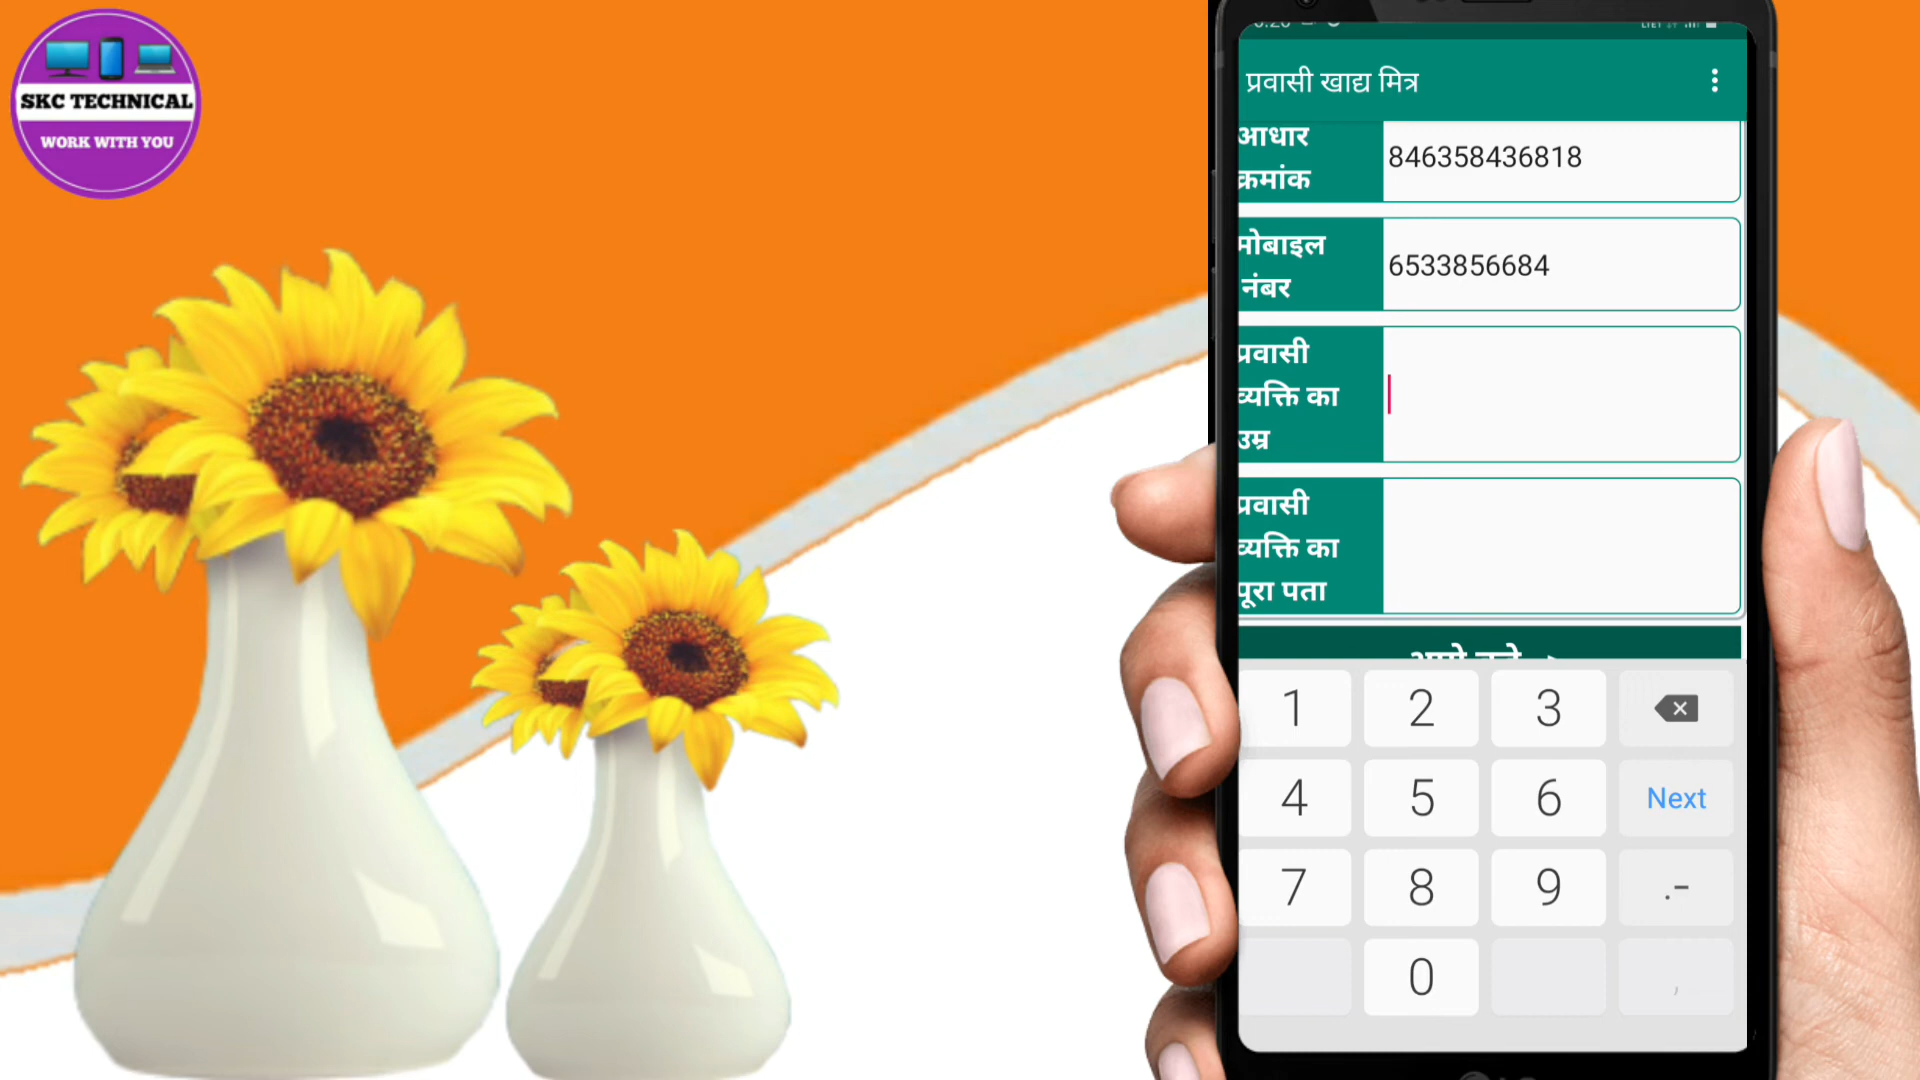 SKC TECHNICAL
WORK WITH YOU
प्रवासी खाद्य मित्र
आधार
क्रमांक
846358436818
मोबाइल
नंबर
6533856684
प्रवासी
व्यक्ति का
उम्र
प्रवासी
व्यक्ति का
पूरा पता
1 2 3
4 5 6 Next
7 8 9 .-
0 ,